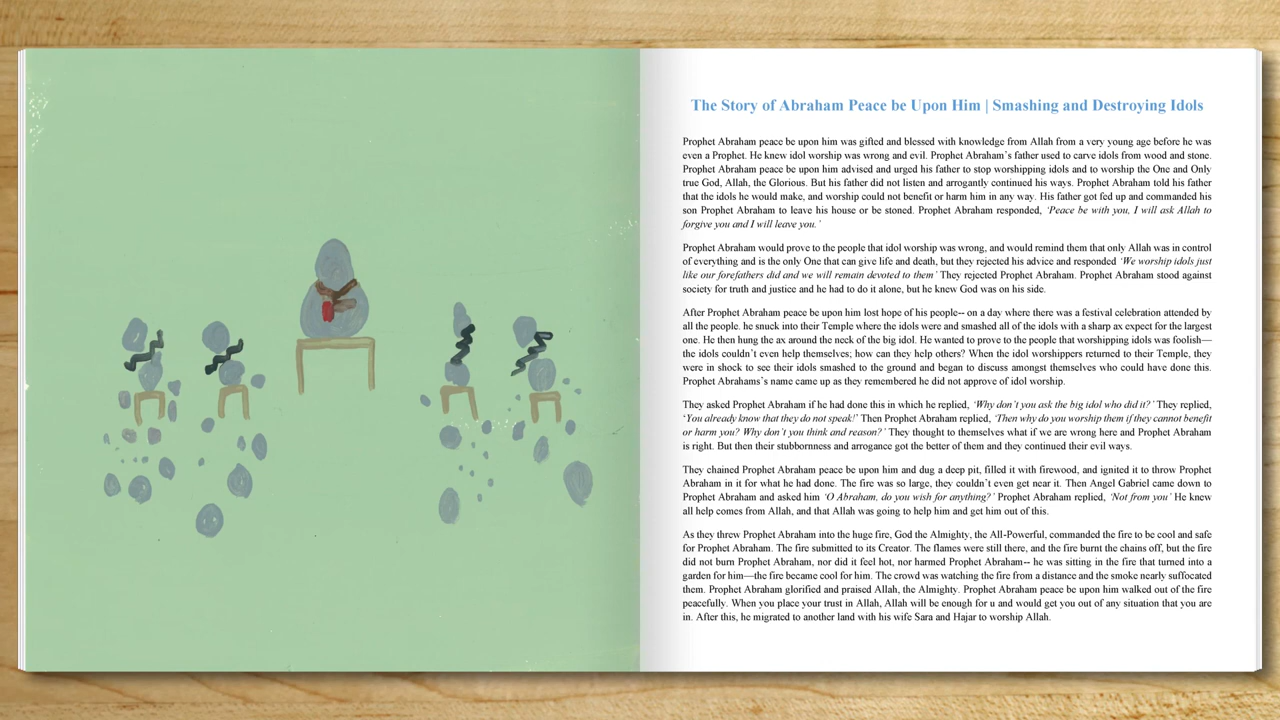 The Story of Abraham Peace be Upon Him | Smashing and Destroying Idols
Prophet Abraham peace be upon him was gifted and blessed with knowledge from Allah from a very young age before he was
even a Prophet. He knew idol worship was wrong and evil. Prophet Abraham`s father used to carve idols from wood and stone.
Prophet Abraham peace be upon him advised and urged his father to stop worshipping idols and to worship the One and Only
true God, Allah, the Glorious. But his father did not listen and arrogantly continued his ways. Prophet Abraham told his father
that the idols he would make, and worship could not benefit or harm him in any way. His father got fed up and commanded his
son Prophet Abraham to leave his house or be stoned. Prophet Abraham responded, ‘Peace be with you, I will ask Allah to
forgive you and I will leave you.’
Prophet Abraham would prove to the people that idol worship was wrong, and would remind them that only Allah was in control
of everything and is the only One that can give life and death, but they rejected his advice and responded ‘We worship idols just
like our forefathers did and we will remain devoted to them’ They rejected Prophet Abraham. Prophet Abraham stood against
society for truth and justice and he had to do it alone, but he knew God was on his side.
After Prophet Abraham peace be upon him lost hope of his people-- on a day where there was a festival celebration attended by
all the people. he snuck into their Temple where the idols were and smashed all of the idols with a sharp ax expect for the largest
one. He then hung the ax around the neck of the big idol. He wanted to prove to the people that worshipping idols was foolish—
the idols couldn`t even help themselves; how can they help others? When the idol worshippers returned to their Temple, they
were in shock to see their idols smashed to the ground and began to discuss amongst themselves who could have done this.
Prophet Abrahams`s name came up as they remembered he did not approve of idol worship.
They asked Prophet Abraham if he had done this in which he replied, ‘Why don`t you ask the big idol who did it?’ They replied,
‘You already know that they do not speak!’ Then Prophet Abraham replied, ‘Then why do you worship them if they cannot benefit
or harm you? Why don`t you think and reason?’ They thought to themselves what if we are wrong here and Prophet Abraham
is right. But then their stubbornness and arrogance got the better of them and they continued their evil ways.
They chained Prophet Abraham peace be upon him and dug a deep pit, filled it with firewood, and ignited it to throw Prophet
Abraham in it for what he had done. The fire was so large, they couldn`t even get near it. Then Angel Gabriel came down to
Prophet Abraham and asked him ‘O Abraham, do you wish for anything?’ Prophet Abraham replied, ‘Not from you’ He knew
all help comes from Allah, and that Allah was going to help him and get him out of this.
As they threw Prophet Abraham into the huge fire, God the Almighty, the All-Powerful, commanded the fire to be cool and safe
for Prophet Abraham. The fire submitted to its Creator. The flames were still there, and the fire burnt the chains off, but the fire
did not burn Prophet Abraham, nor did it feel hot, nor harmed Prophet Abraham-- he was sitting in the fire that turned into a
garden for him—the fire became cool for him. The crowd was watching the fire from a distance and the smoke nearly suffocated
them. Prophet Abraham glorified and praised Allah, the Almighty. Prophet Abraham peace be upon him walked out of the fire
peacefully. When you place your trust in Allah, Allah will be enough for u and would get you out of any situation that you are
in. After this, he migrated to another land with his wife Sara and Hajar to worship Allah.